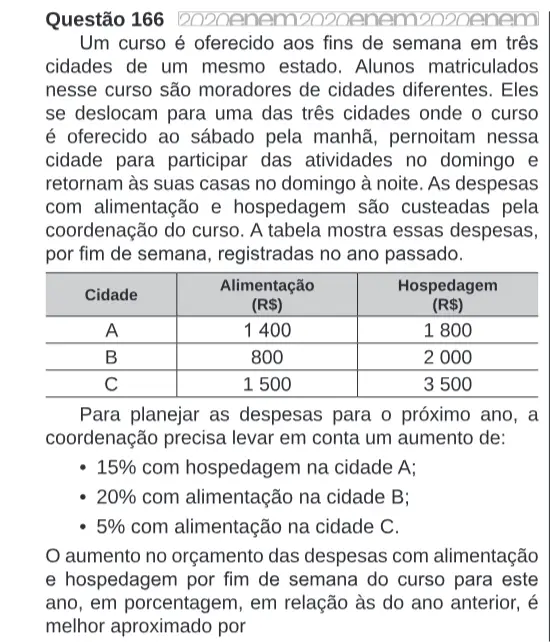 Questão 166 2020enem2020enem2020enem
Um curso é oferecido aos fins de semana em três
cidades de um mesmo estado. Alunos matriculados
nesse curso são moradores de cidades diferentes. Eles
se deslocam para uma das três cidades onde o curso
é oferecido ao sábado pela manhã, pernoitam nessa
cidade para participar das atividades no domingo e
retornam às suas casas no domingo à noite. As despesas
com alimentação e hospedagem são custeadas pela
coordenação do curso. A tabela mostra essas despesas,
por fim de semana, registradas no ano passado.
Cidade Alimentação (R$) Hospedagem (R$)
A 1 400 1 800
B 800 2 000
C 1 500 3 500
Para planejar as despesas para o próximo ano, a
coordenação precisa levar em conta um aumento de:
• 15% com hospedagem na cidade A;
• 20% com alimentação na cidade B;
• 5% com alimentação na cidade C.
O aumento no orçamento das despesas com alimentação
e hospedagem por fim de semana do curso para este
ano, em porcentagem, em relação às do ano anterior, é
melhor aproximado por